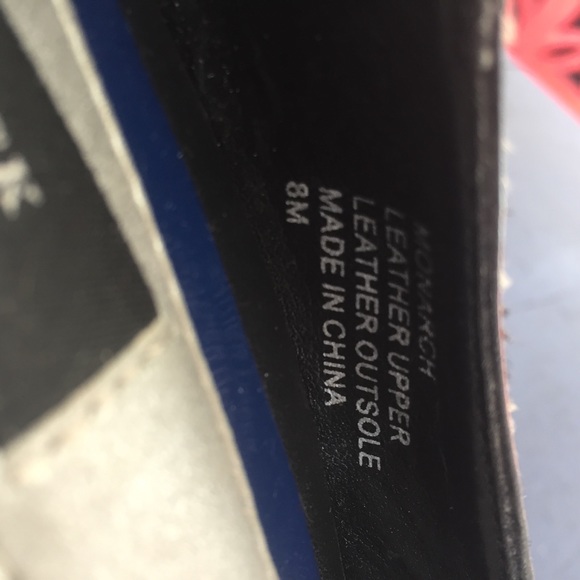 MONARCH
LEATHER UPPER
LEATHER OUTSOLE
MADE IN CHINA
8M